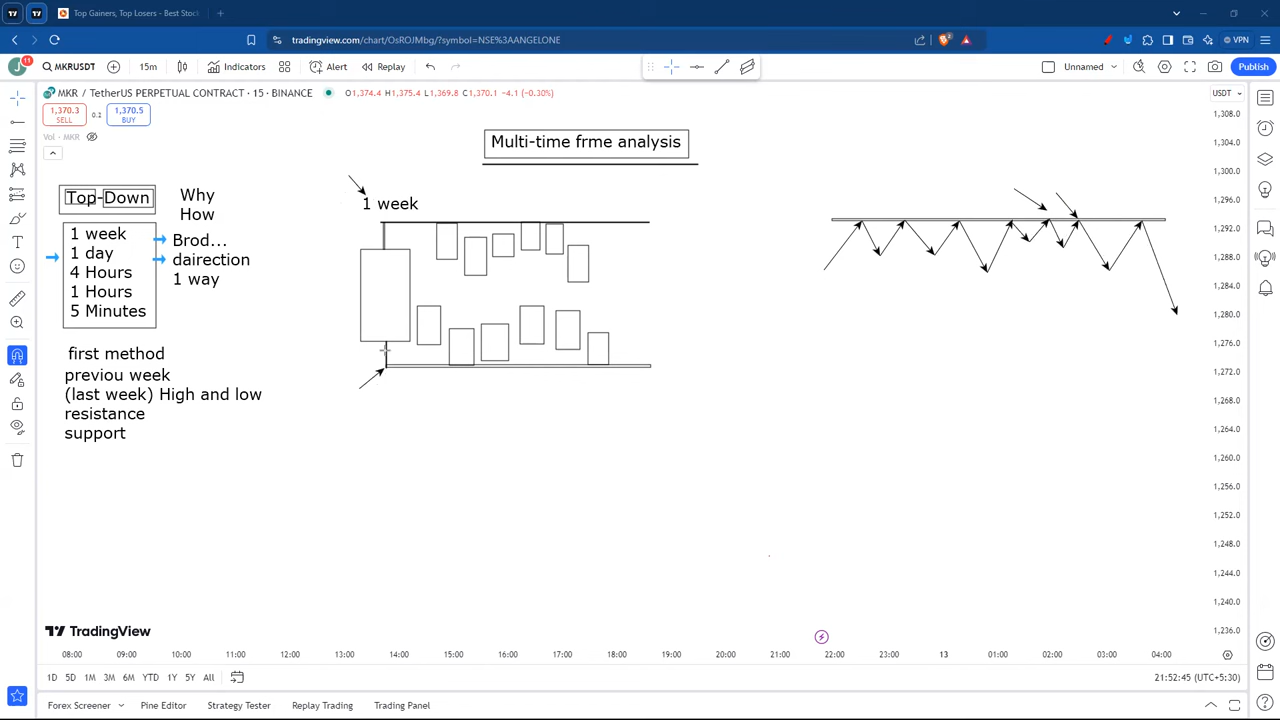 Top Gainers, Top Losers - Best Stoc
tradingview.com/chart/OsROJMbg/?symbol=NSE%3AANGELONE
2
VPN
J
11
MKRUSDT
15m
Indicators
Alert
Replay
Unnamed
Publish
MKR / TetherUS PERPETUAL CONTRACT · 15 · BINANCE
O1,374.4 H1,375.4 L1,369.8 C1,370.1 -4.1 (-0.30%)
USDT
1,370.3
SELL
0.2
1,370.5
BUY
Vol · MKR
Multi-time frme analysis
Top-Down
1 week
1 day
4 Hours
1 Hours
5 Minutes
Why
How
Brod...
dairection
1 way
first method
previou week
(last week) High and low
resistance
support
1 week
1,308.0
1,304.0
1,300.0
1,296.0
1,292.0
1,288.0
1,284.0
1,280.0
1,276.0
1,272.0
1,268.0
1,264.0
1,260.0
1,256.0
1,252.0
1,248.0
1,244.0
1,240.0
1,236.0
TradingView
08:00 09:00 10:00 11:00 12:00 13:00 14:00 15:00 16:00 17:00 18:00 19:00 20:00 21:00 22:00 23:00 13 01:00 02:00 03:00 04:00
1D 5D 1M 3M 6M YTD 1Y 5Y All
21:52:45 (UTC+5:30)
Forex Screener Pine Editor Strategy Tester Replay Trading Trading Panel